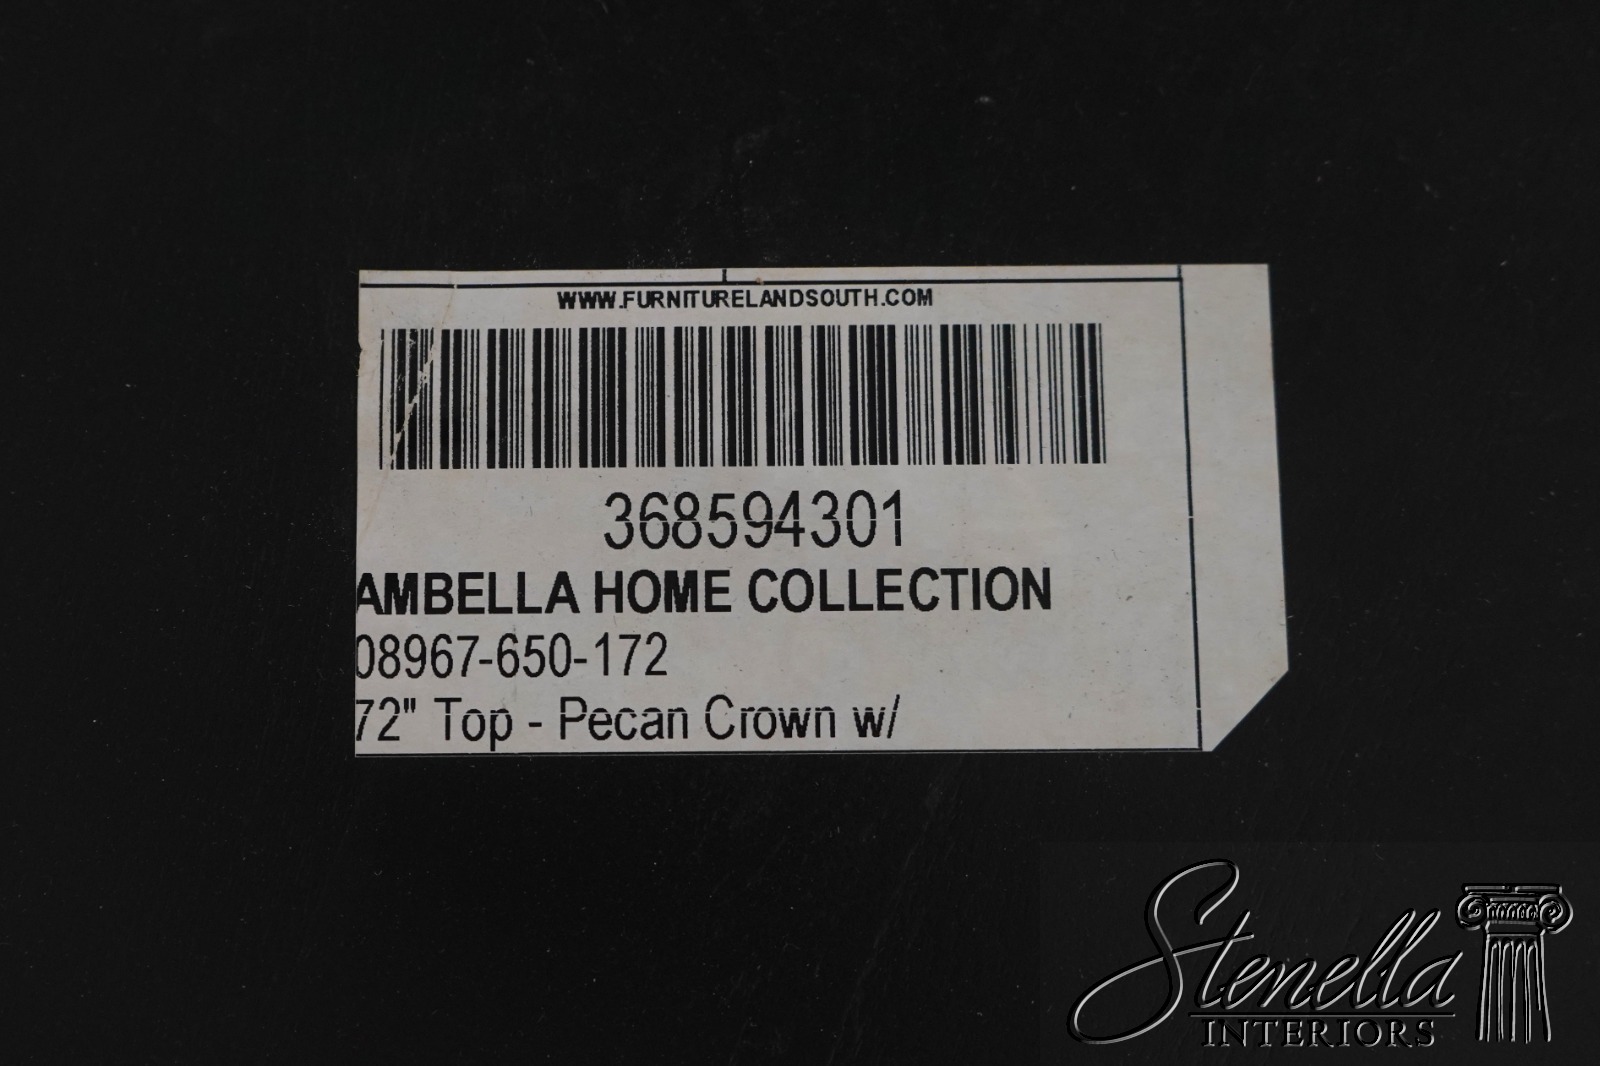 WWW.FURNITURELANDSOUTH.COM
368594301
AMBELLA HOME COLLECTION
08967-650-172
72" Top - Pecan Crown w/
Stenella
INTERIORS